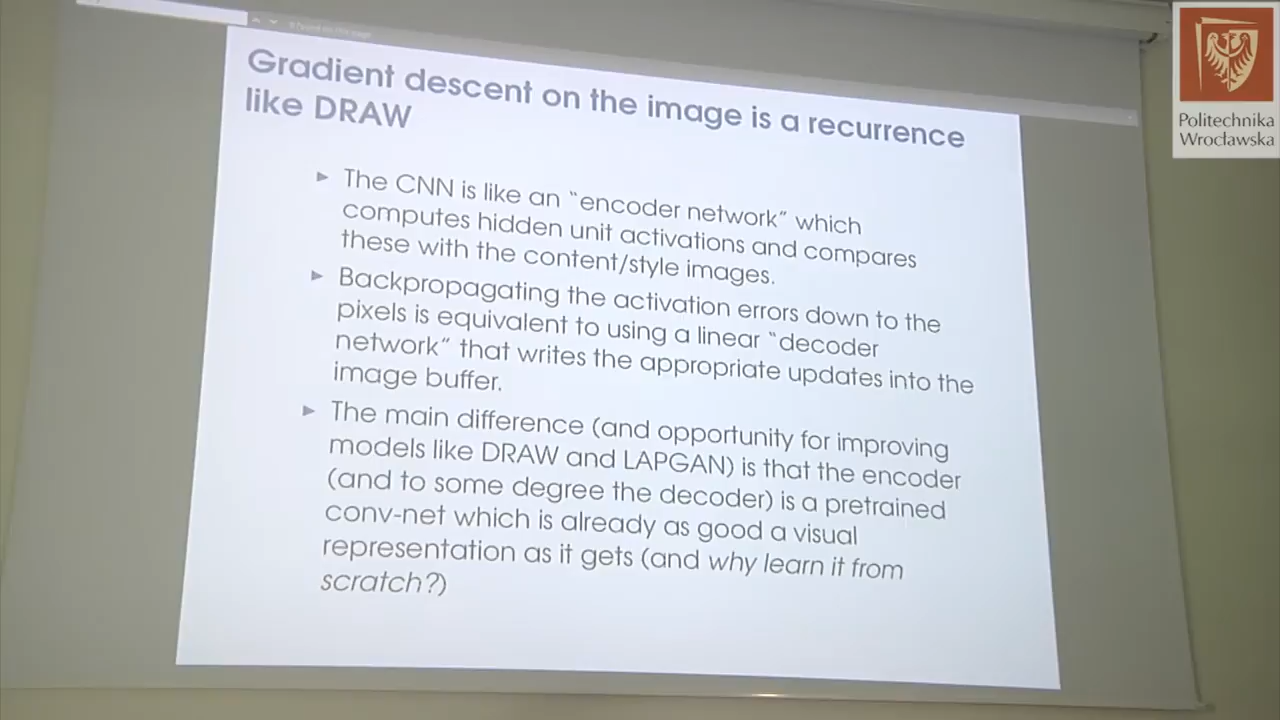 Gradient descent on the image is a recurrence
like DRAW
The CNN is like an “encoder network” which
computes hidden unit activations and compares
these with the content/style images.
Backpropagating the activation errors down to the
pixels is equivalent to using a linear “decoder
network” that writes the appropriate updates into the
image buffer.
The main difference (and opportunity for improving
models like DRAW and LAPGAN) is that the encoder
(and to some degree the decoder) is a pretrained
conv-net which is already as good a visual
representation as it gets (and why learn it from
scratch?)
Politechnika
Wrocławska